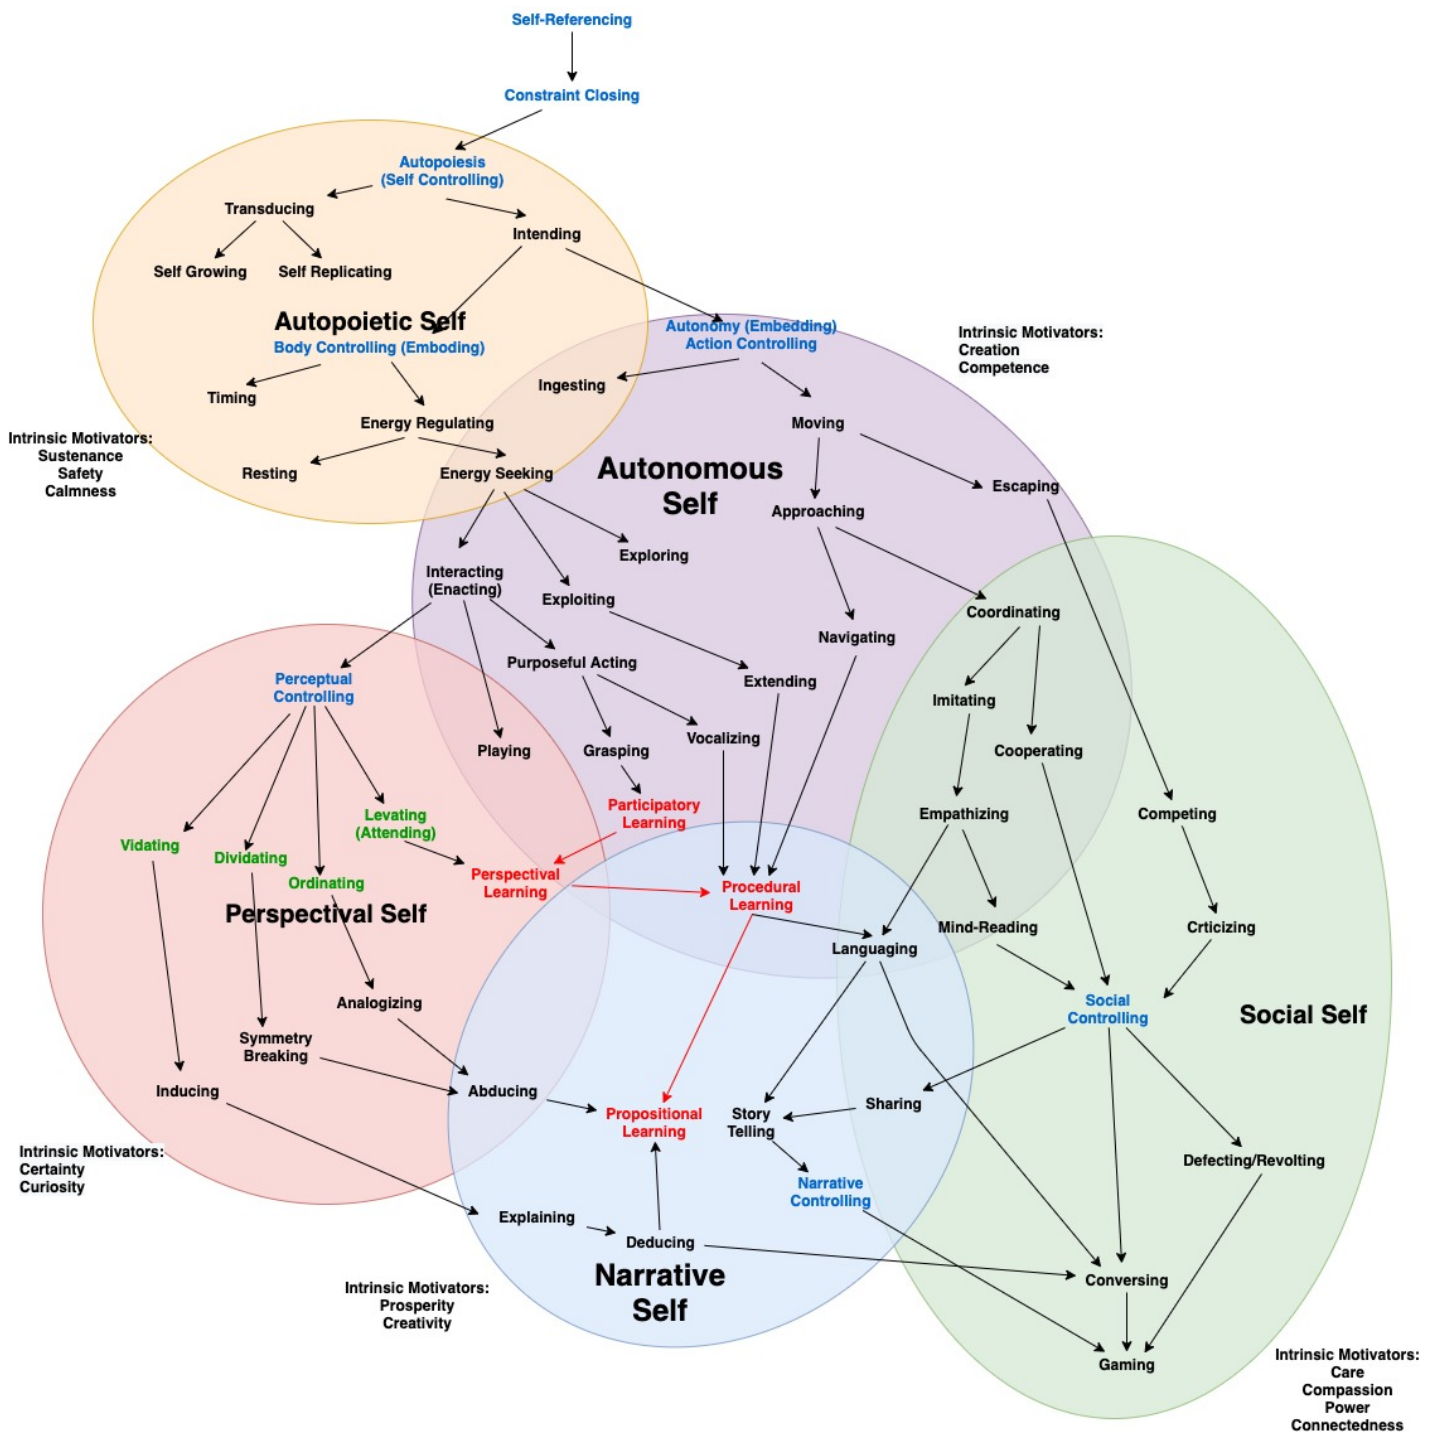 Self-Referencing
Constraint Closing
Autopoiesis
(Self Controlling)
Transducing
Intending
Self Growing
Self Replicating
Autopoietic Self
Body Controlling (Emboding)
Autonomy (Embedding)
Action Controlling
Intrinsic Motivators:
Creation
Competence
Timing
Ingesting
Energy Regulating
Moving
Intrinsic Motivators:
Sustenance
Safety
Calmness
Resting
Energy Seeking
Autonomous
Self
Escaping
Approaching
Exploring
Interacting
(Enacting)
Exploiting
Coordinating
Navigating
Purposeful Acting
Extending
Perceptual
Controlling
Imitating
Playing
Grasping
Vocalizing
Cooperating
Participatory
Learning
Levating
(Attending)
Empathizing
Competing
Vidating
Dividating
Ordinating
Perspectival
Learning
Procedural
Learning
Perspectival Self
Languaging
Mind-Reading
Crticizing
Analogizing
Social
Controlling
Social Self
Symmetry
Breaking
Inducing
Abducing
Propositional
Learning
Story
Telling
Sharing
Intrinsic Motivators:
Certainty
Curiosity
Defecting/Revolting
Narrative
Controlling
Explaining
Deducing
Narrative
Self
Conversing
Intrinsic Motivators:
Prosperity
Creativity
Gaming
Intrinsic Motivators:
Care
Compassion
Power
Connectedness